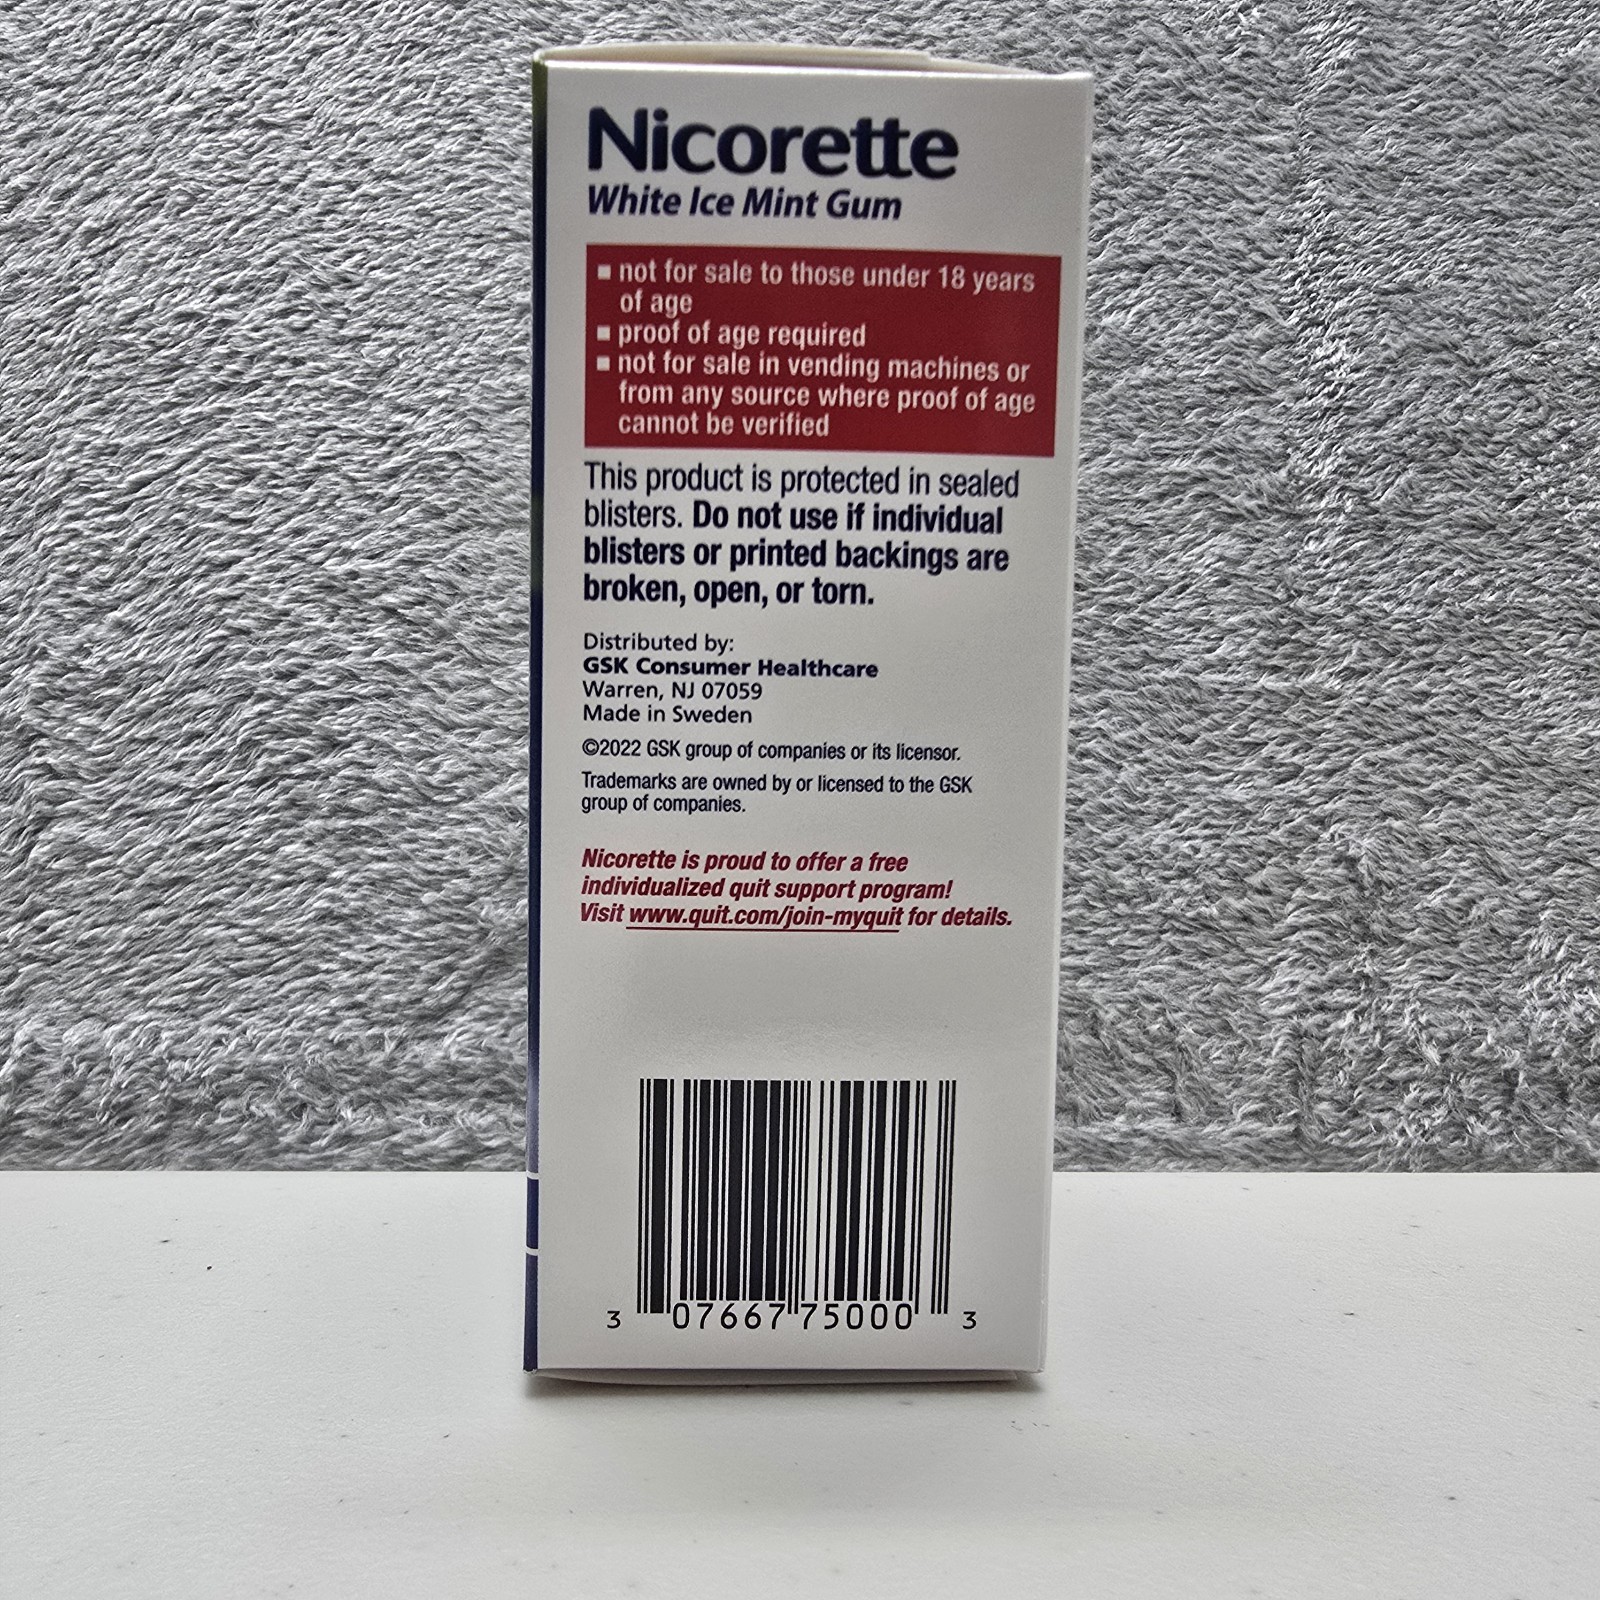 Nicorette
White Ice Mint Gum
▪ not for sale to those under 18 years
of age
▪ proof of age required
▪ not for sale in vending machines or
from any source where proof of age
cannot be verified
This product is protected in sealed
blisters. Do not use if individual
blisters or printed backings are
broken, open, or torn.
Distributed by:
GSK Consumer Healthcare
Warren, NJ 07059
Made in Sweden
©2022 GSK group of companies or its licensor.
Trademarks are owned by or licensed to the GSK
group of companies.
Nicorette is proud to offer a free
individualized quit support program!
Visit www.quit.com/join-myquit for details.
3 07667 75000 3